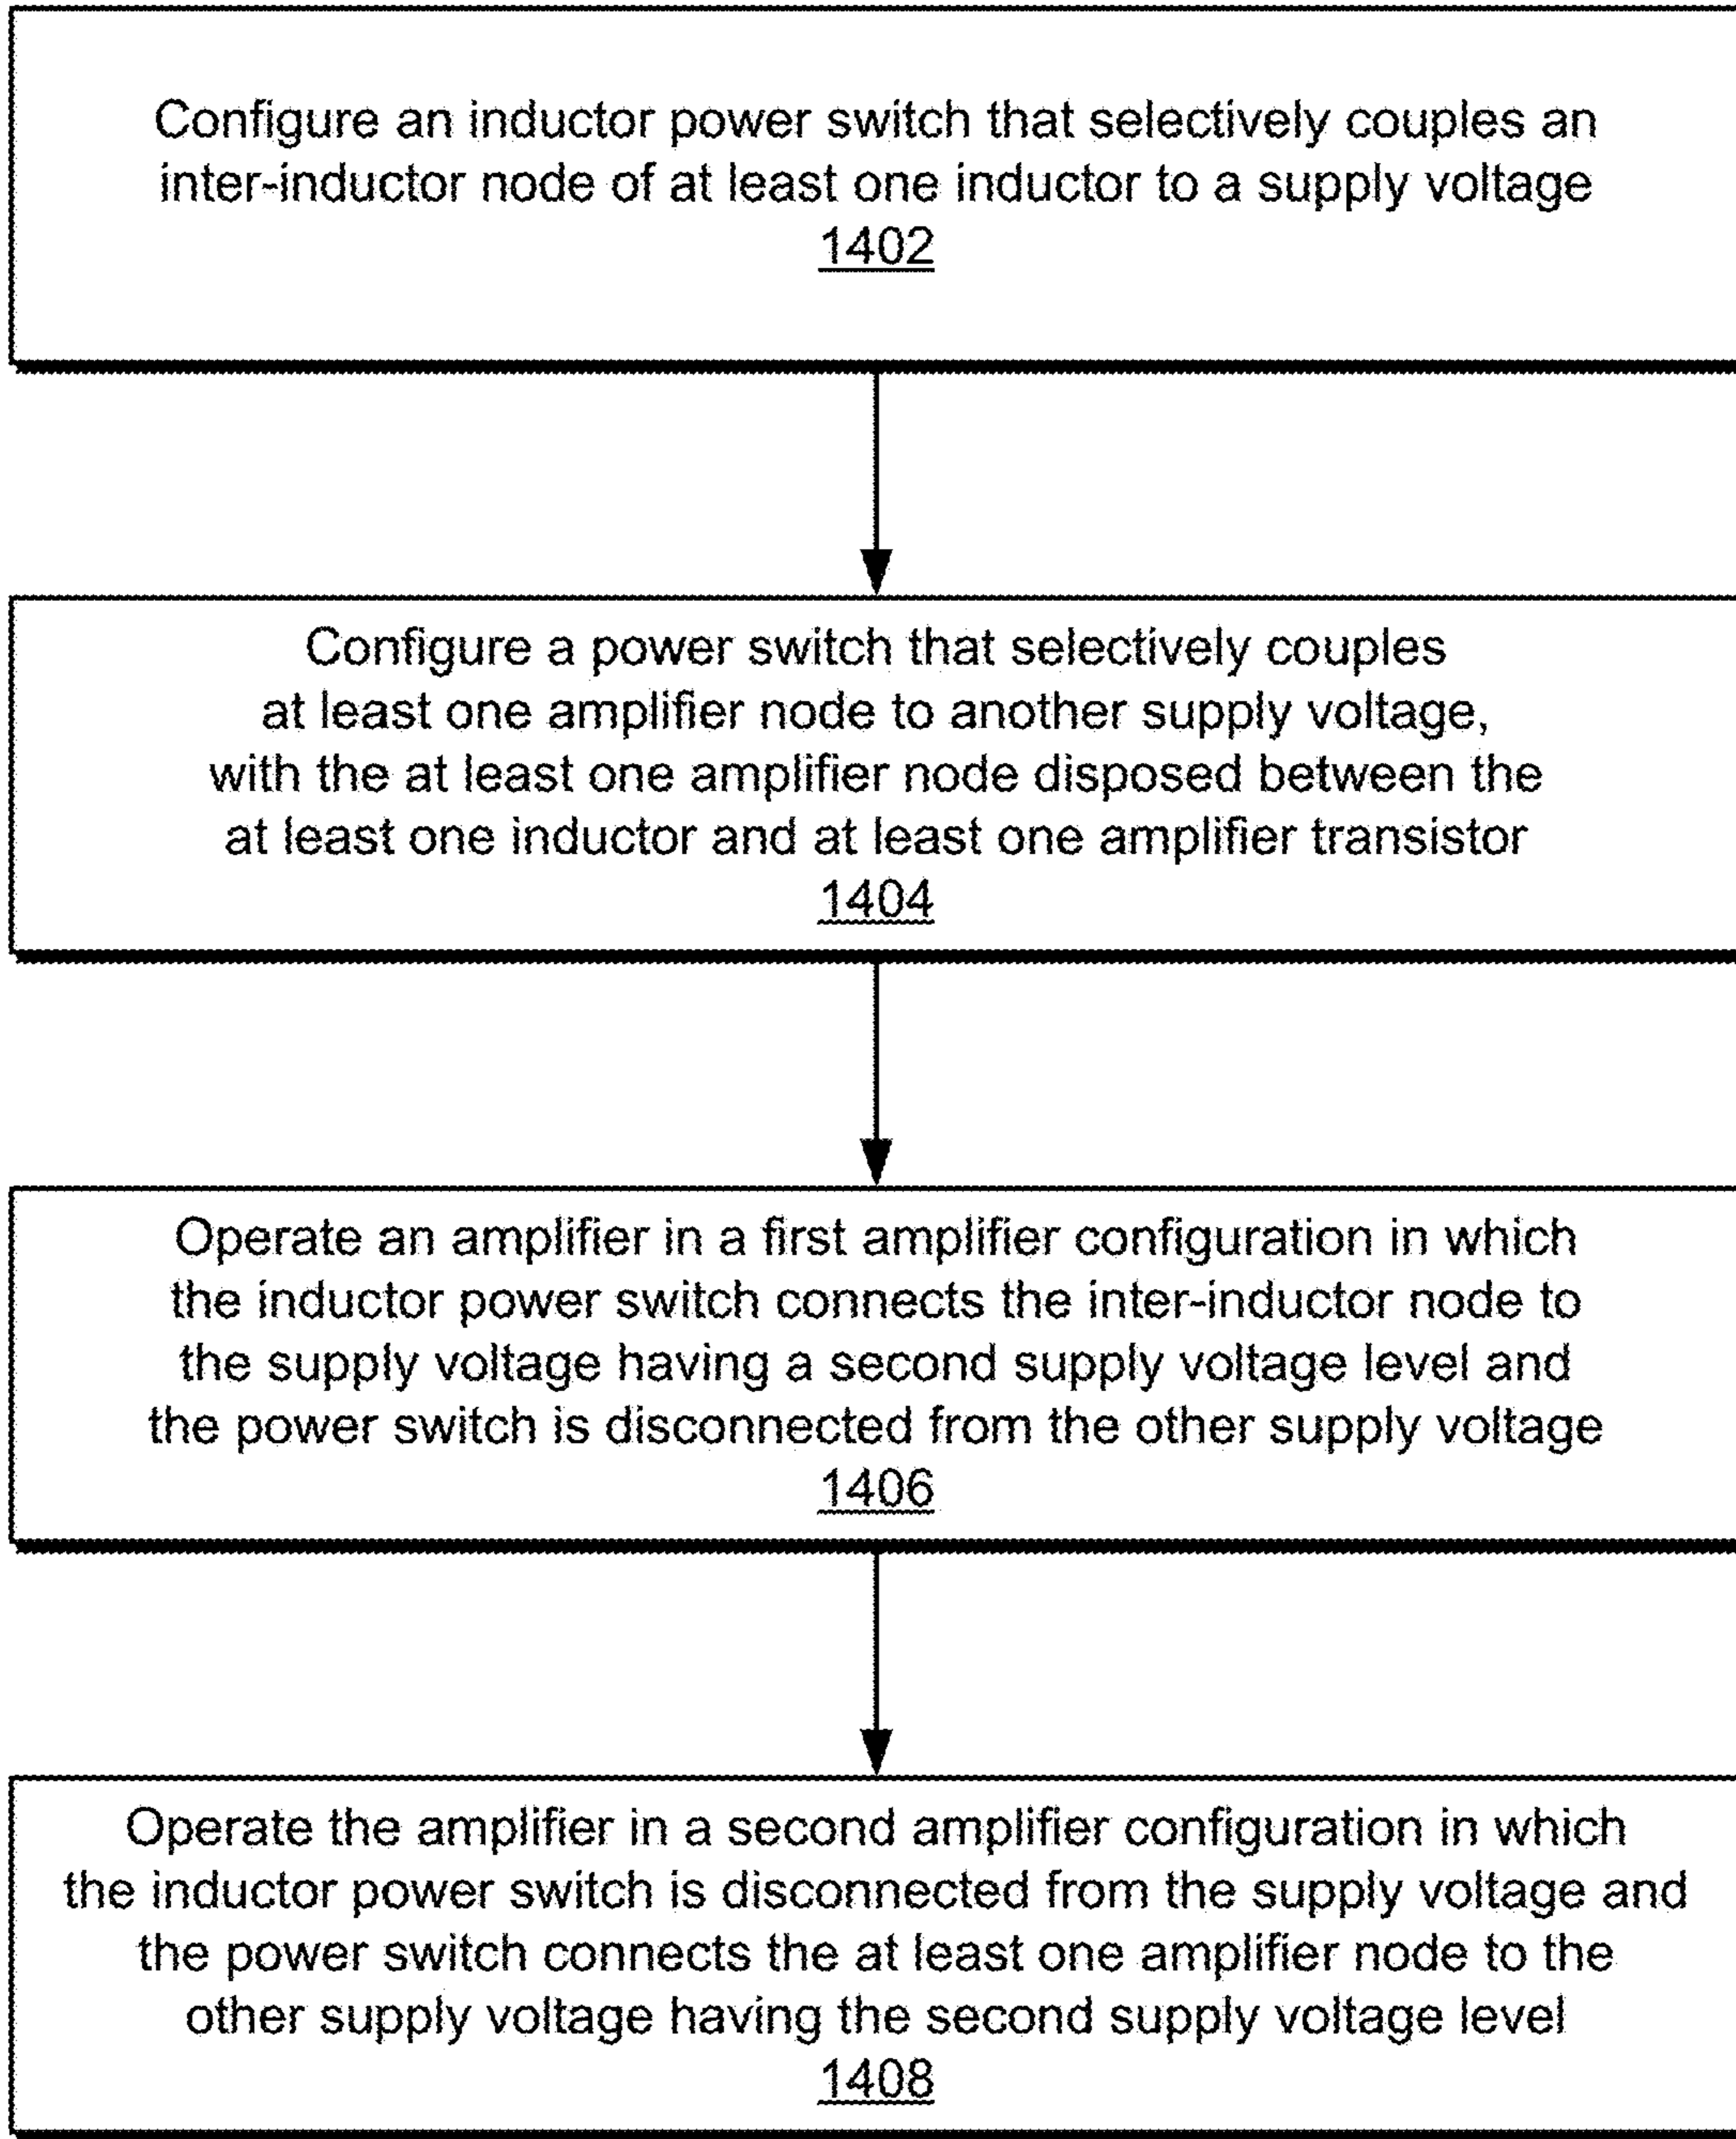 Configure an inductor power switch that selectively couples an
inter-inductor node of at least one inductor to a supply voltage
1402
Configure a power switch that selectively couples
at least one amplifier node to another supply voltage,
with the at least one amplifier node disposed between the
at least one inductor and at least one amplifier transistor
1404
Operate an amplifier in a first amplifier configuration in which
the inductor power switch connects the inter-inductor node to
the supply voltage having a second supply voltage level and
the power switch is disconnected from the other supply voltage
1406
Operate the amplifier in a second amplifier configuration in which
the inductor power switch is disconnected from the supply voltage and
the power switch connects the at least one amplifier node to the
other supply voltage having the second supply voltage level
1408